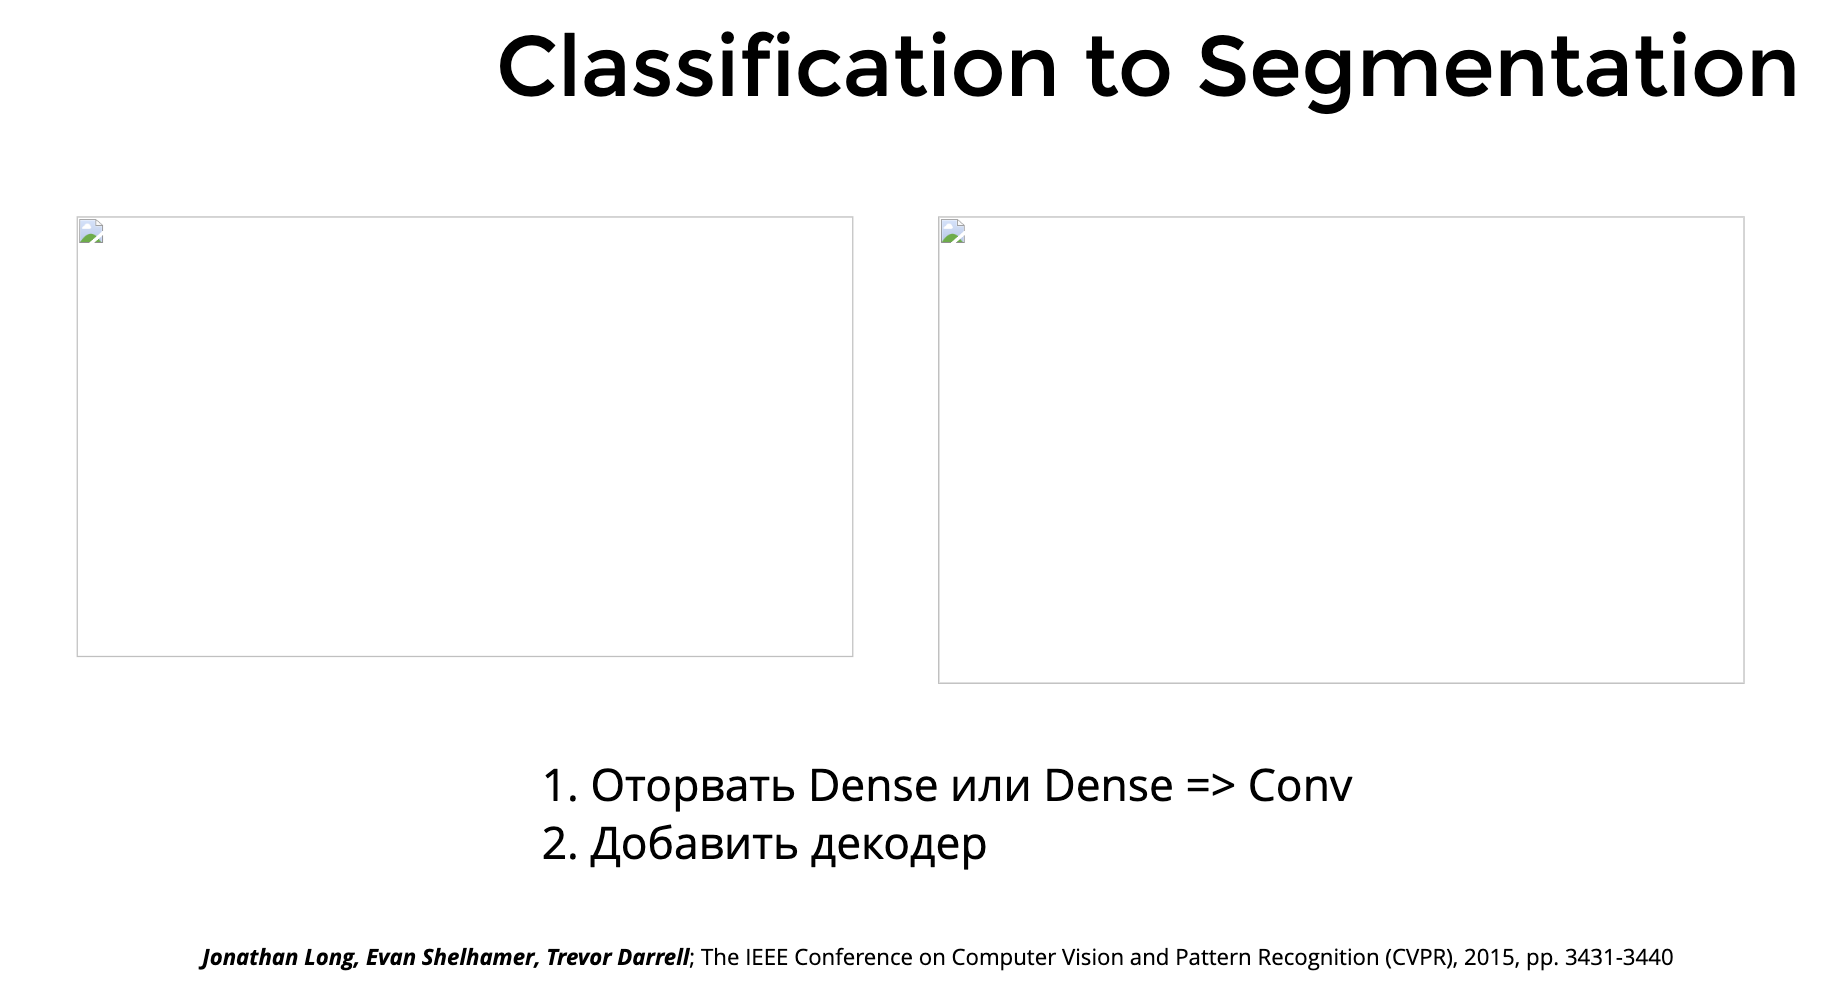 Classification to Segmentation
1. Оторвать Dense или Dense => Conv
2. Добавить декодер
Jonathan Long, Evan Shelhamer, Trevor Darrell; The IEEE Conference on Computer Vision and Pattern Recognition (CVPR), 2015, pp. 3431-3440